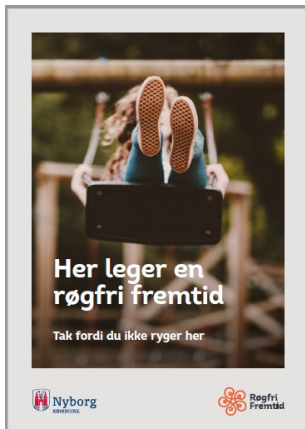 Her leger en
røgfri fremtid
Tak fordi du ikke ryger her
Nyborg
KOMMUNE
Røgfri
Fremtid